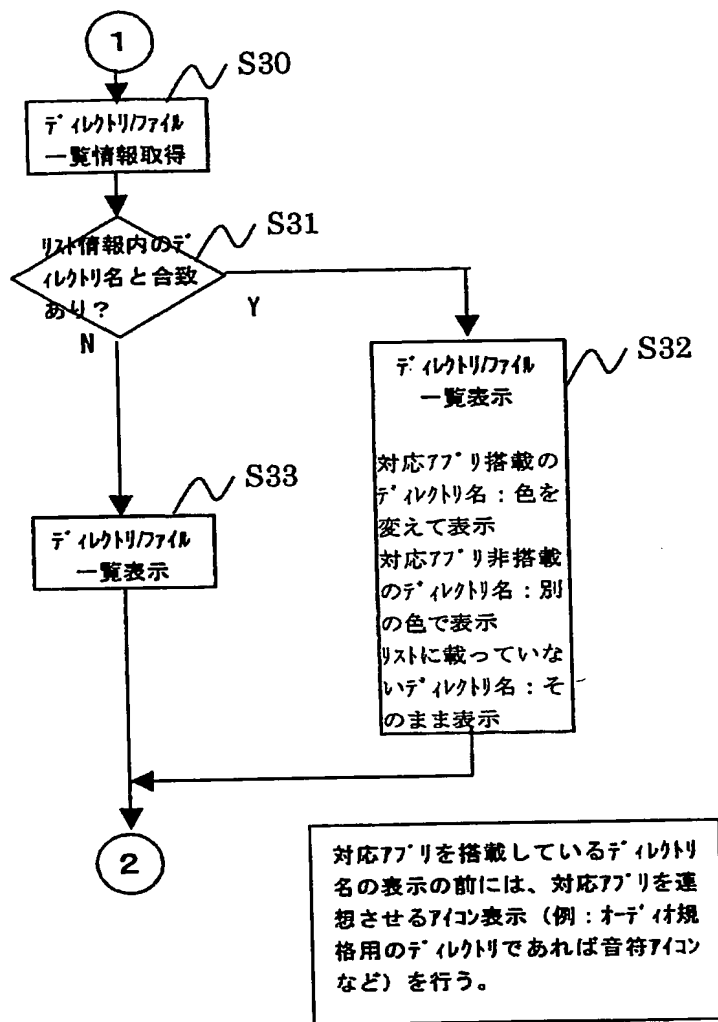 1
S30
ﾃﾞｨﾚｸﾄﾘ/ﾌｧｲﾙ
一覧情報取得
S31
ﾘｽﾄ情報内のﾃﾞ
ｨﾚｸﾄﾘ名と合致
あり？
Y
N
S32
ﾃﾞｨﾚｸﾄﾘ/ﾌｧｲﾙ
一覧表示
対応ｱﾌﾟﾘ搭載の
ﾃﾞｨﾚｸﾄﾘ名：色を
変えて表示
対応ｱﾌﾟﾘ非搭載
のﾃﾞｨﾚｸﾄﾘ名：別
の色で表示
ﾘｽﾄに載っていな
いﾃﾞｨﾚｸﾄﾘ名：そ
のまま表示
S33
ﾃﾞｨﾚｸﾄﾘ/ﾌｧｲﾙ
一覧表示
2
対応ｱﾌﾟﾘを搭載しているﾃﾞｨﾚｸﾄﾘ
名の表示の前には、対応ｱﾌﾟﾘを連
想させるｱｲｺﾝ表示（例：ｵｰﾃﾞｨｵ規
格用のﾃﾞｨﾚｸﾄﾘであれば音符ｱｲｺﾝ
など）を行う。